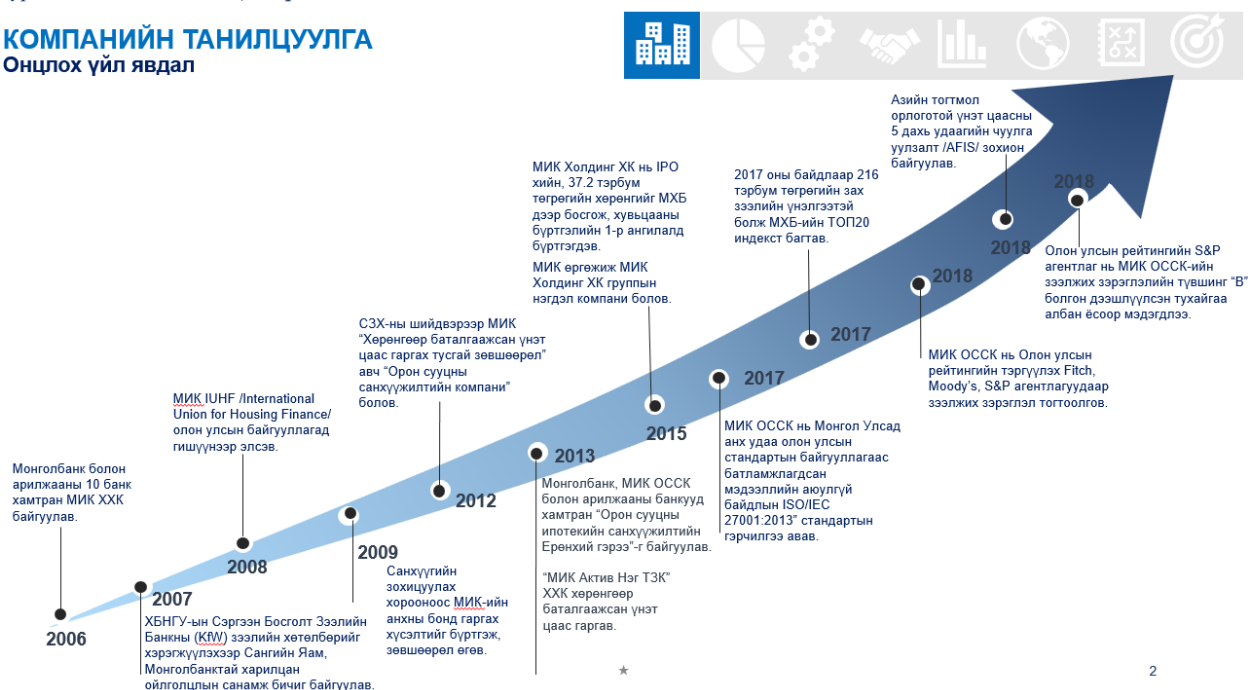 КОМПАНИЙН ТАНИЛЦУУЛГА
Онцлох үйл явдал
Монголбанк болон
арилжааны 10 банк
хамтран МИК ХХК
байгуулав.
2006
2007
ХБНГУ-ын Сэргээн Босголт Зээлийн
Банкны (KfW) зээлийн хөтөлбөрийг
хэрэгжүүлэхээр Сангийн Яам,
Монголбанктай харилцан
ойлголцлын санамж бичиг байгуулав.
МИК IUHF /International
Union for Housing Finance/
олон улсын байгууллагад
гишүүнээр элсэв.
2008
2009
Санхүүгийн
зохицуулах
хорооноос МИК-ийн
анхны бонд гаргах
хүсэлтийг бүртгэж,
зөвшөөрөл өгөв.
СЗХ-ны шийдвэрээр МИК
“Хөрөнгөөр баталгаажсан үнэт
цаас гаргах тусгай зөвшөөрөл”
авч “Орон сууцны
санхүүжилтийн компани”
болов.
2012
2013
Монголбанк, МИК ОССК
болон арилжааны банкууд
хамтран “Орон сууцны
ипотекийн санхүүжилтийн
Ерөнхий гэрээ”-г байгуулав.
“МИК Актив Нэг ТЗК”
ХХК хөрөнгөөр
баталгаажсан үнэт
цаас гаргав.
МИК Холдинг ХК нь IPO
хийн, 37.2 тэрбум
төгрөгийн хөрөнгийг МХБ
дээр босгож, хувьцааны
бүртгэлийн 1-р ангилалд
бүртгэгдэв.
МИК өргөжиж МИК
Холдинг ХК группын
нэгдэл компани болов.
2015
2017
МИК ОССК нь Монгол Улсад
анх удаа олон улсын
стандартын байгууллагаас
батламжлагдсан
мэдээллийн аюулгүй
байдлын ISO/IEC
27001:2013” стандартын
гэрчилгээ авав.
2017 оны байдлаар 216
тэрбум төгрөгийн зах
зээлийн үнэлгээтэй
болж МХБ-ийн ТОП20
индекст багтав.
2017
2018
МИК ОССК нь Олон улсын
рейтингийн тэргүүлэх Fitch,
Moody’s, S&P агентлагуудаар
зээлжих зэрэглэл тогтоолгов.
Азийн тогтмол
орлоготой үнэт цаасны
5 дахь удаагийн чуулга
уулзалт /AFIS/ зохион
байгуулав.
2018
2018
Олон улсын рейтингийн S&P
агентлаг нь МИК ОССК-ийн
зээлжих зэрэглэлийн түвшинг “B”
болгон дээшлүүлсэн тухайгаа
албан ёсоор мэдэгдлээ.
2